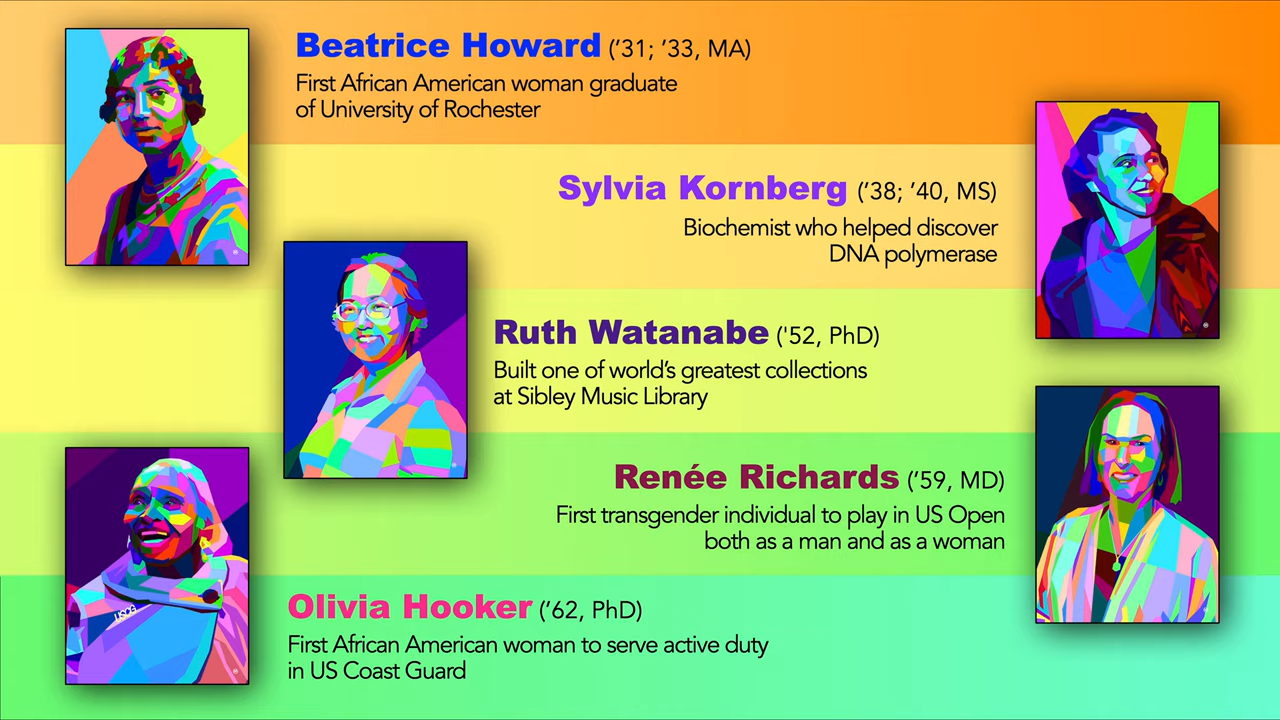 Beatrice Howard (’31; ’33, MA)
First African American woman graduate
of University of Rochester
Sylvia Kornberg (’38; ’40, MS)
Biochemist who helped discover
DNA polymerase
Ruth Watanabe ('52, PhD)
Built one of world’s greatest collections
at Sibley Music Library
Renée Richards (‘59, MD)
First transgender individual to play in US Open
both as a man and as a woman
Olivia Hooker (‘62, PhD)
First African American woman to serve active duty
in US Coast Guard
USCG